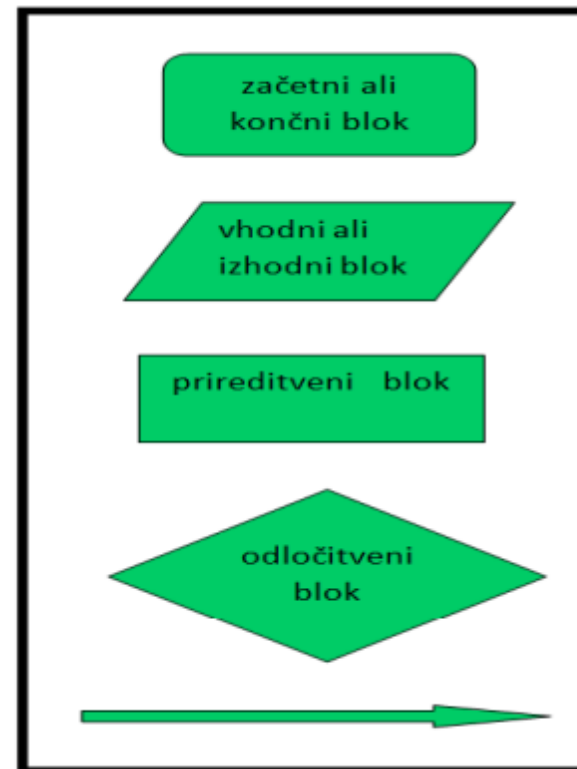 začetni ali
končni blok
vhodni ali
izhodni blok
prireditveni blok
odločitveni
blok